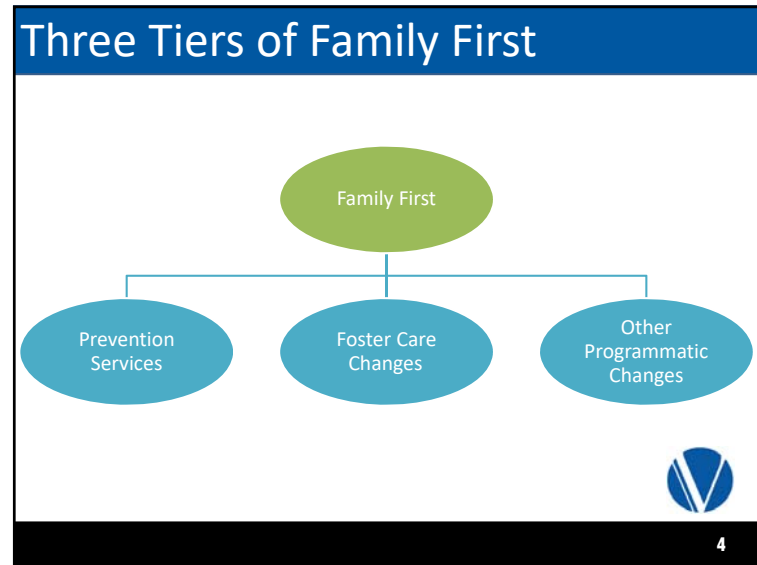 Three Tiers of Family First
Family First
Prevention
Services
Foster Care
Changes
Other
Programmatic
Changes
4